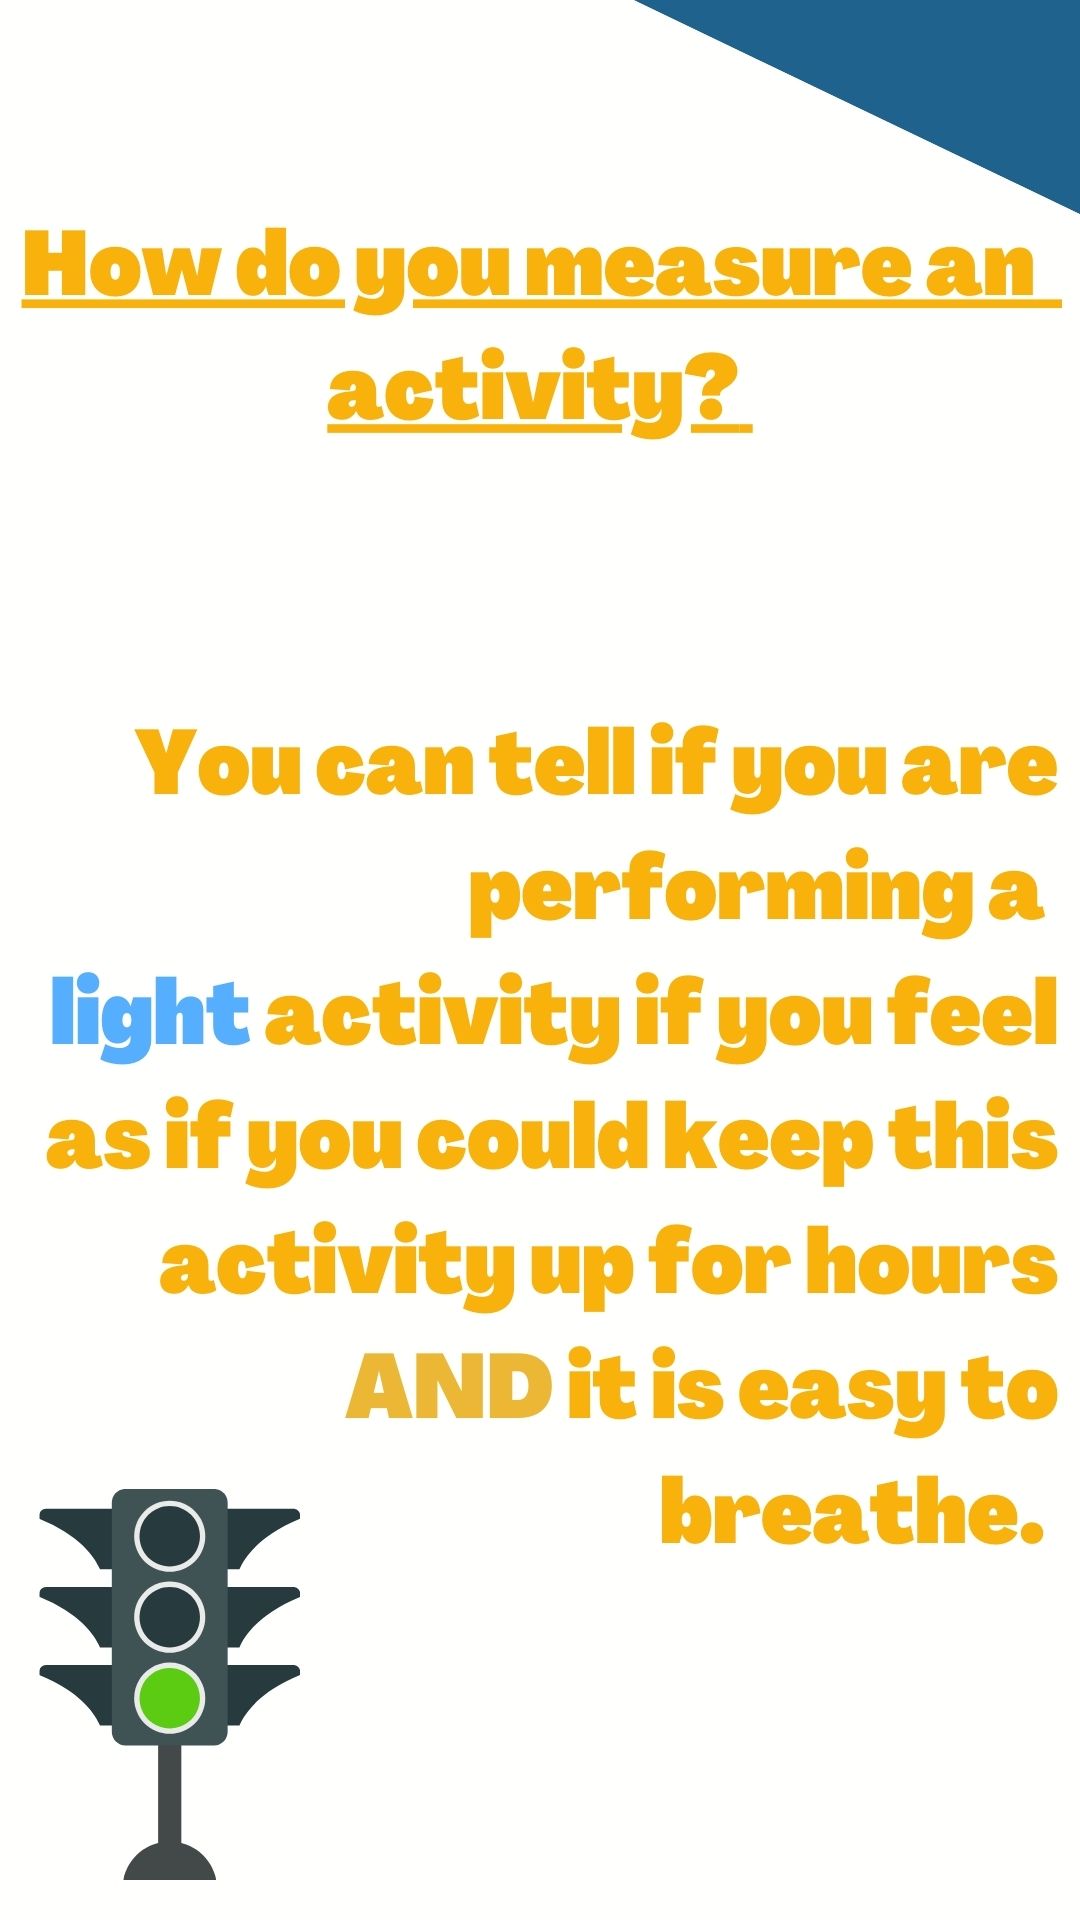 How do you measure an
activity?
You can tell if you are
performing a
light activity if you feel
as if you could keep this
activity up for hours
AND it is easy to
breathe.